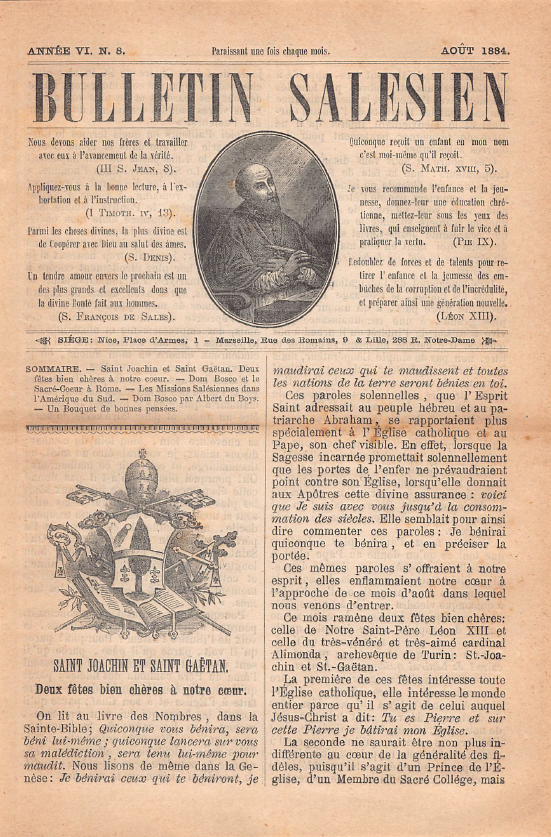 ANNÉE VI. N. 8.
Paraissant une fois chaque mois.
AOÛT 1884.
BULLETIN SALESIEN
Nous devons aider nos frères et travailler
avec eux à l'avancement de la vérité.
(III S. JEAN, 8).
Appliquez-vous à la bonne lecture, à l'ex-
hortation et à l'instruction.
(I TIMOTH. IV, 13).
Parmi les choses divines, la plus divine est
de Coopérer avec Dieu au salut des âmes.
(S. DENIS).
Un tendre amour envers le prochain est un
des plus grands et excellents dons que
la divine Bonté fait aux hommes.
(S. FRANÇOIS DE SALES).
Quiconque reçoit un enfant en mon nom
c'est moi-même qu'il reçoit.
(S. MATH. XVIII, 5).
Je vous recommande l'enfance et la jeu-
nesse, donnez-leur une éducation chré-
tienne, mettez-leur sous les yeux des
livres, qui enseignent à fuir le vice et à
pratiquer la vertu. (PIE IX).
Redoubler de forces et de talents pour re-
tirer l'enfance et la jeunesse des em-
bûches de la corruption et de l'incrédulité,
et préparer ainsi une génération nouvelle.
(LÉON XIII).
SIÈGE: Nice, Place d'Armes, 1 — Marseille, Rue des Romains, 9 & Lille, 288 R. Notre-Dame
SOMMAIRE. — Saint Joachin et Saint Gaëtan. Deux
fêtes bien chères à notre cœur. — Dom Bosco et le
Sacré-Cœur à Rome. — Les Missions Salésiennes dans
l'Amérique du Sud. — Dom Bosco par Albert du Boys.
— Un Bouquet de bonnes pensées.
SAINT JOACHIN ET SAINT GAËTAN.
Deux fêtes bien chères à notre cœur.
On lit au livre des Nombres, dans la
Sainte-Bible; Quiconque vous bénira, sera
béni lui-même; quiconque lancera sur vous
sa malédiction, sera tenu lui-même pour
maudit. Nous lisons de même dans la Ge-
nèse: Je bénirai ceux qui te béniront, je
maudirai ceux qui te maudissent et toutes
les nations de la terre seront bénies en toi.
Ces paroles solennelles, que l'Esprit
Saint adressait au peuple hébreu et au pa-
triarche Abraham, se rapportaient plus
spécialement à l'Église catholique et au
Pape, son chef visible. En effet, lorsque la
Sagesse incarnée promettait solennellement
que les portes de l'enfer ne prévaudraient
point contre son Église, lorsqu'elle donnait
aux Apôtres cette divine assurance: voici
que Je suis avec vous jusqu'à la consom-
mation des siècles. Elle semblait pour ainsi
dire commenter ces paroles: Je bénirai
quiconque te bénira, et en préciser la
portée.
Ces mêmes paroles s'offraient à notre
esprit, elles enflammaient notre cœur à
l'approche de ce mois d'août dans lequel
nous venons d'entrer.
Ce mois ramène deux fêtes bien chères:
celle de Notre Saint-Père Léon XIII et
celle du très-vénéré et très-aimé cardinal
Alimonda, archevêque de Turin: St.-Joa-
chin et St.-Gaëtan.
La première de ces fêtes intéresse toute
l'Église catholique, elle intéresse le monde
entier parce qu'il s'agit de celui auquel
Jésus-Christ a dit: Tu es Pierre et sur
cette Pierre je bâtirai mon Église.
La seconde ne saurait être non plus in-
différente au cœur de la généralité des fi-
dèles, puisqu'il s'agit d'un Prince de l'É-
glise, d'un Membre du Sacré Collège, mais